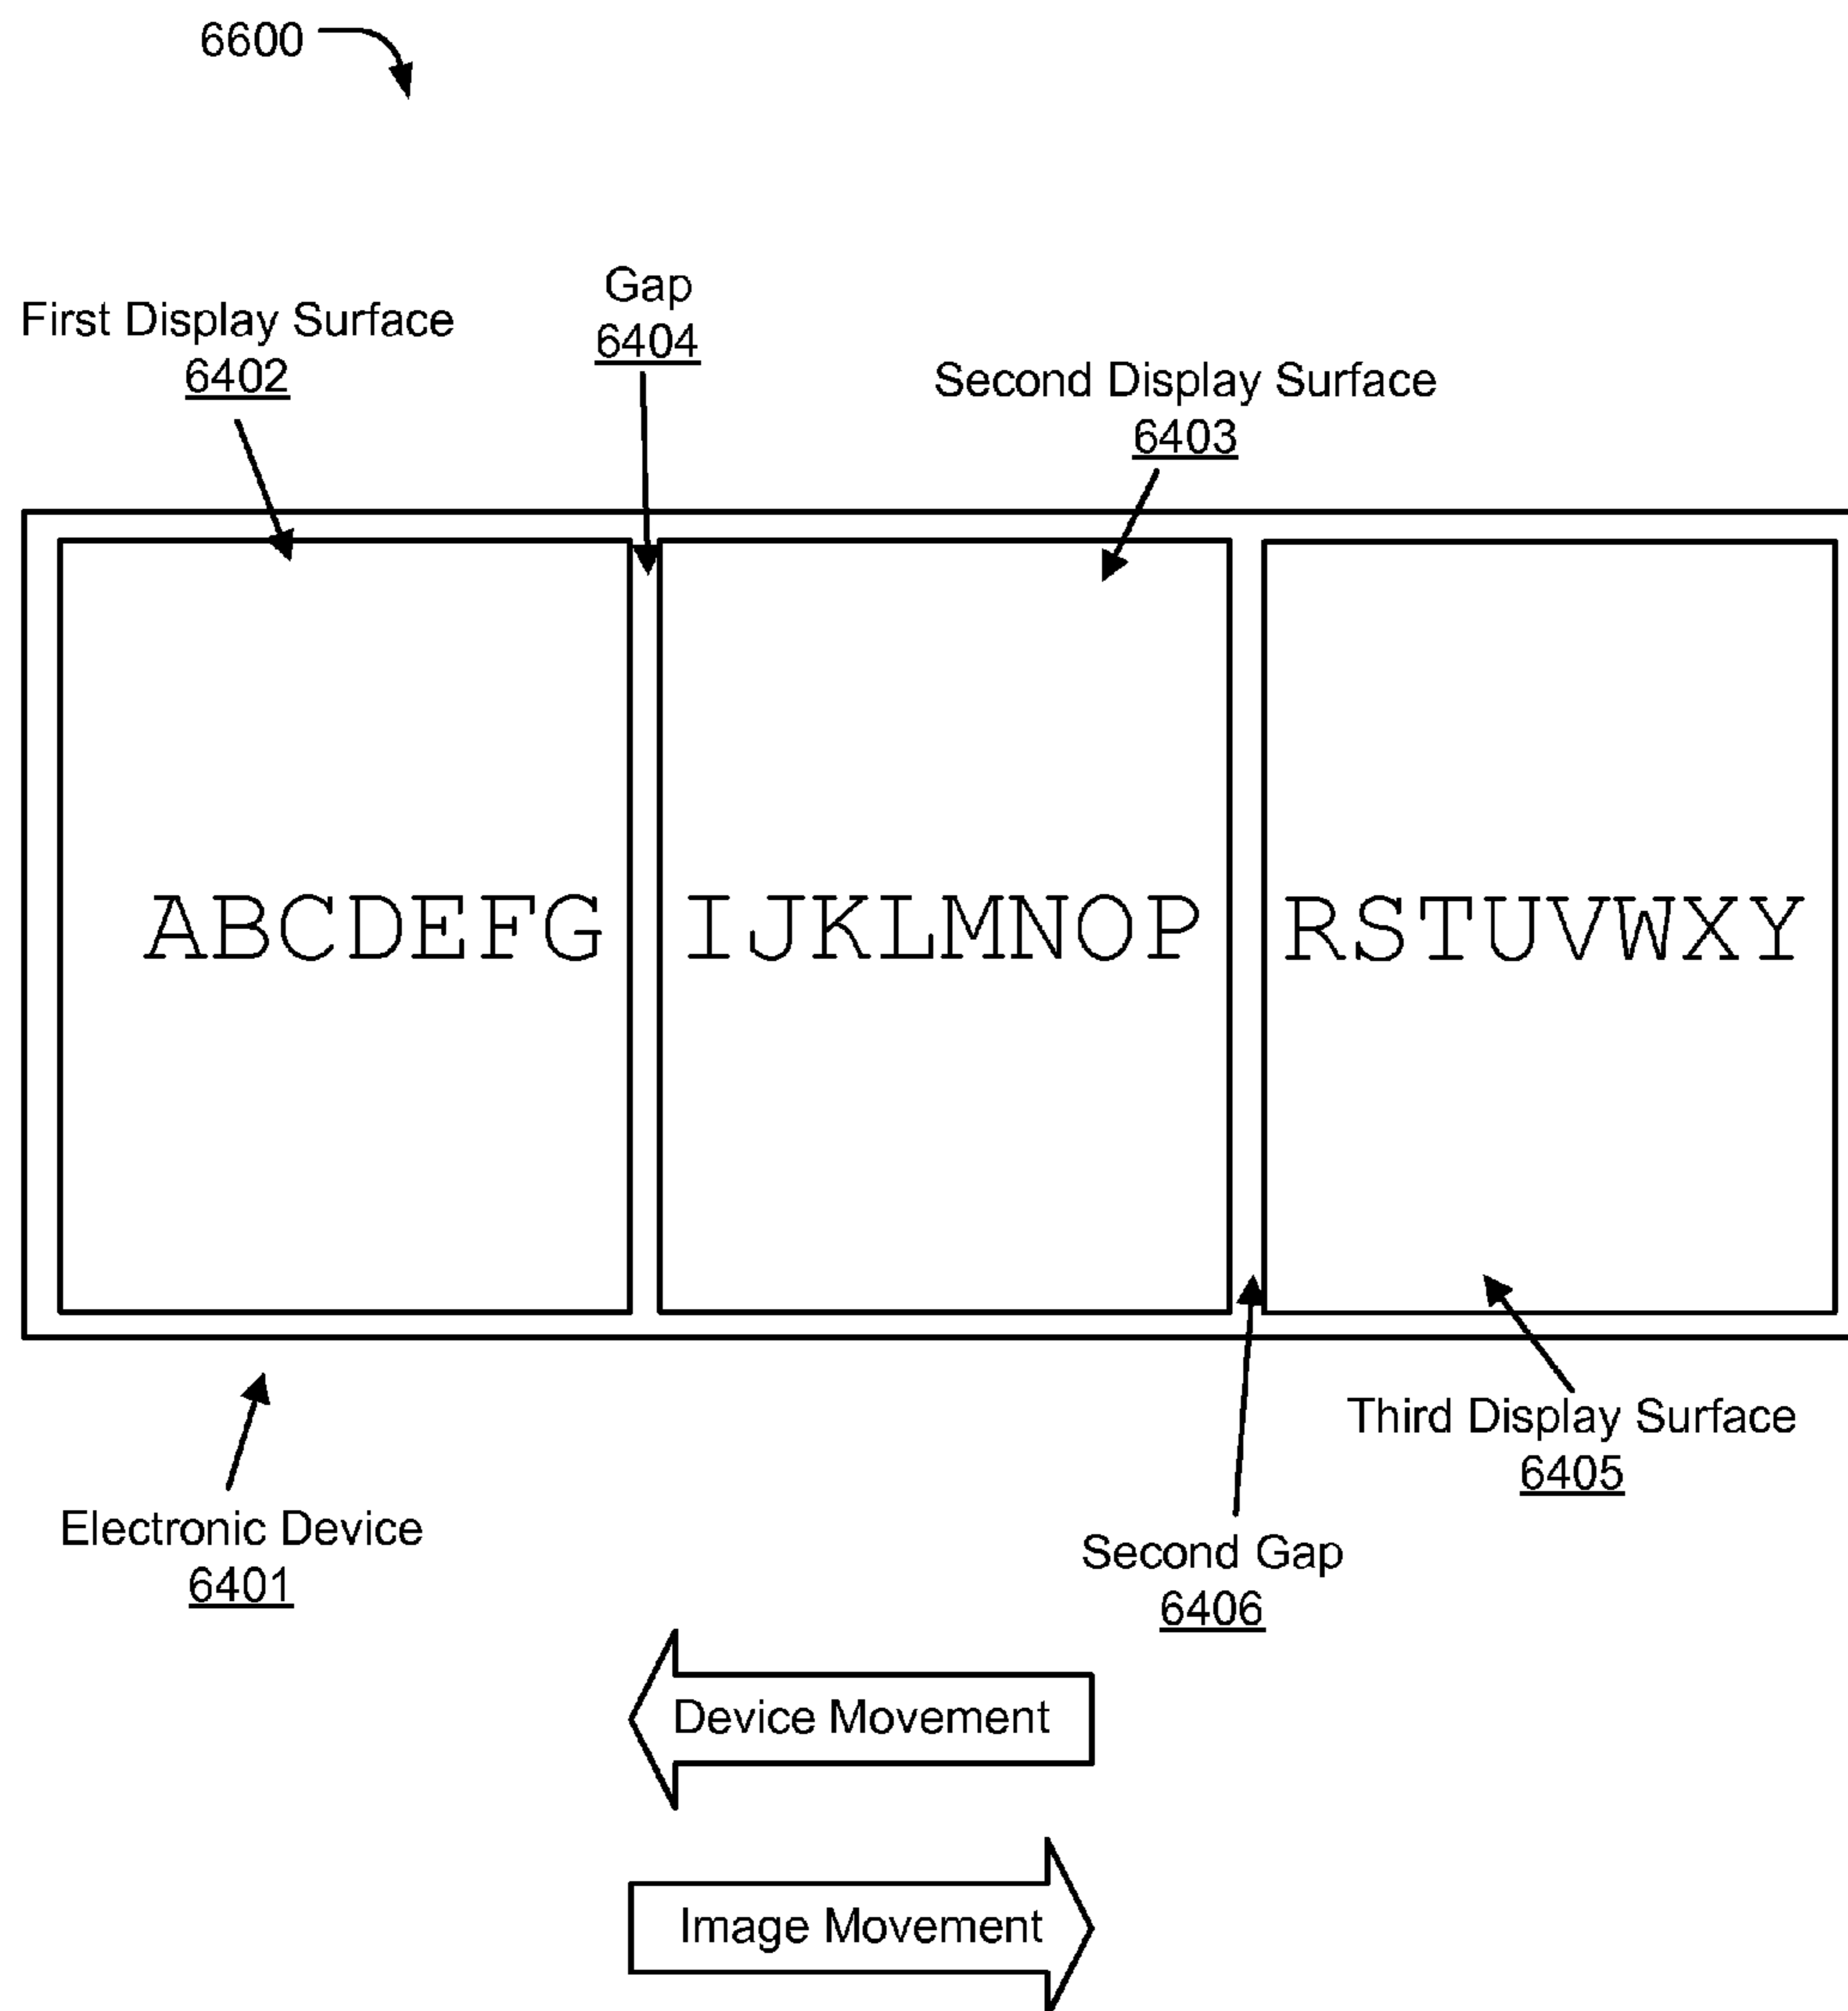 6600
First Display Surface
6402
Gap
6404
Second Display Surface
6403
ABCDEFG IJKLMNOP RSTUVWXY
Electronic Device
6401
Second Gap
6406
Third Display Surface
6405
Device Movement
Image Movement